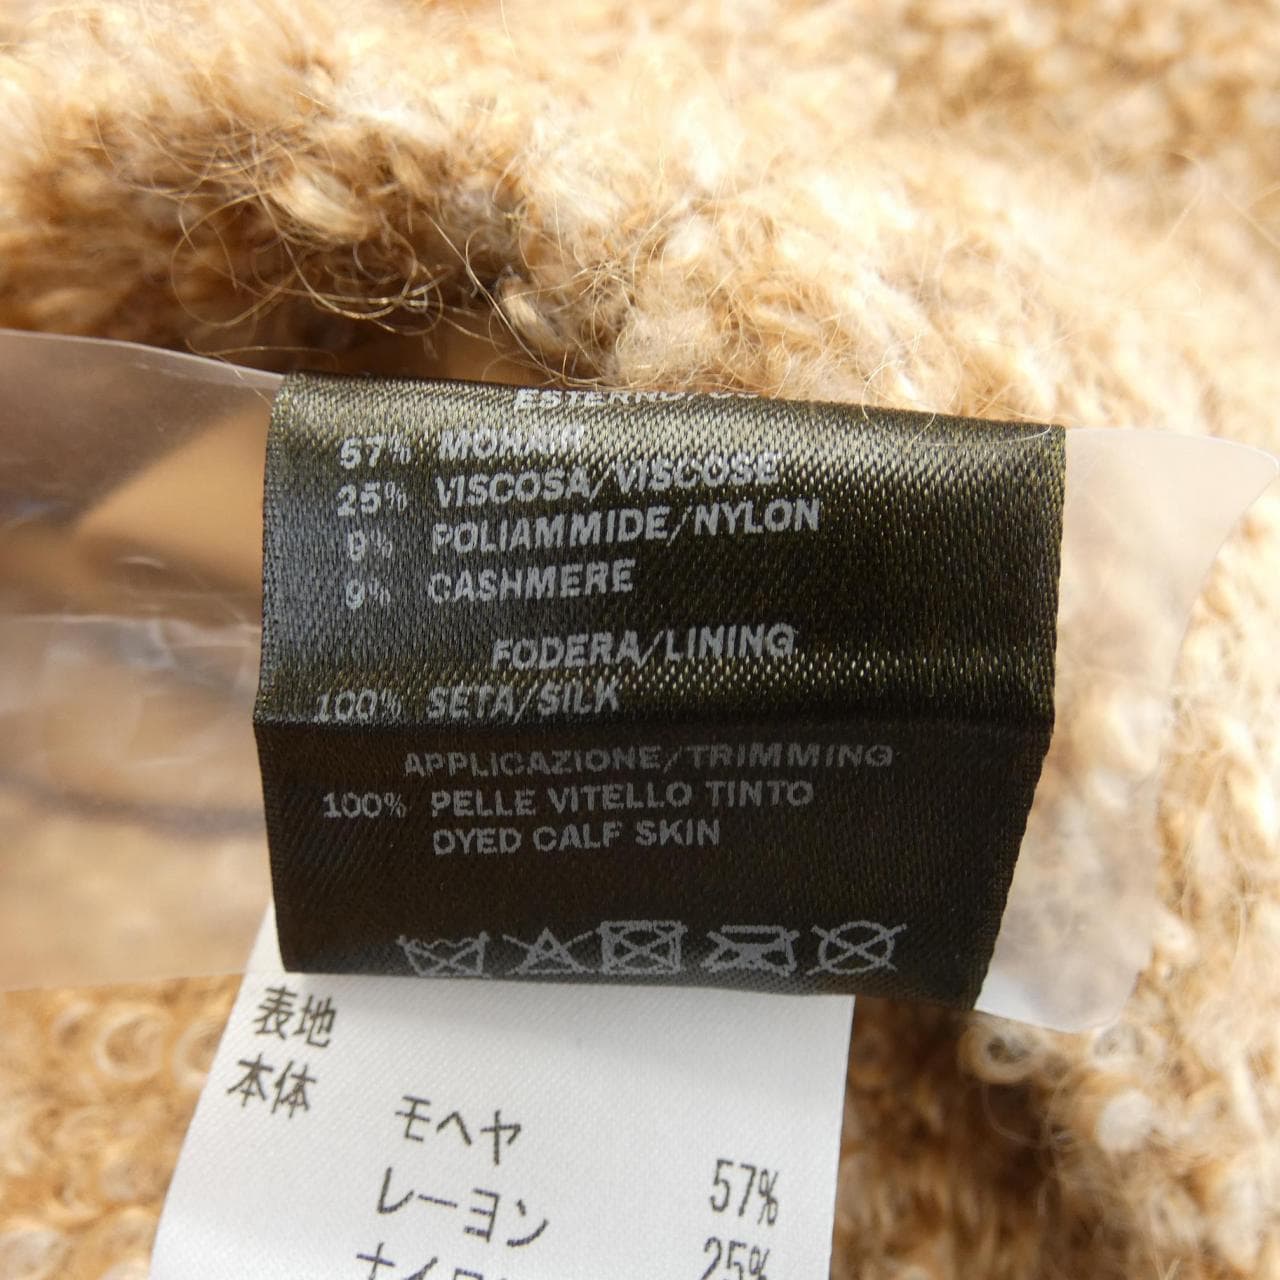 57% MOHAIR
25% VISCOSA/VISCOSE
9% POLIAMMIDE/NYLON
9% CASHMERE
FODERA/LINING
100% SETA/SILK
APPLICAZIONE/TRIMMING
100% PELLE VITELLO TINTO
DYED CALF SKIN
表地
本体
モヘヤ 57%
レーヨン 25%